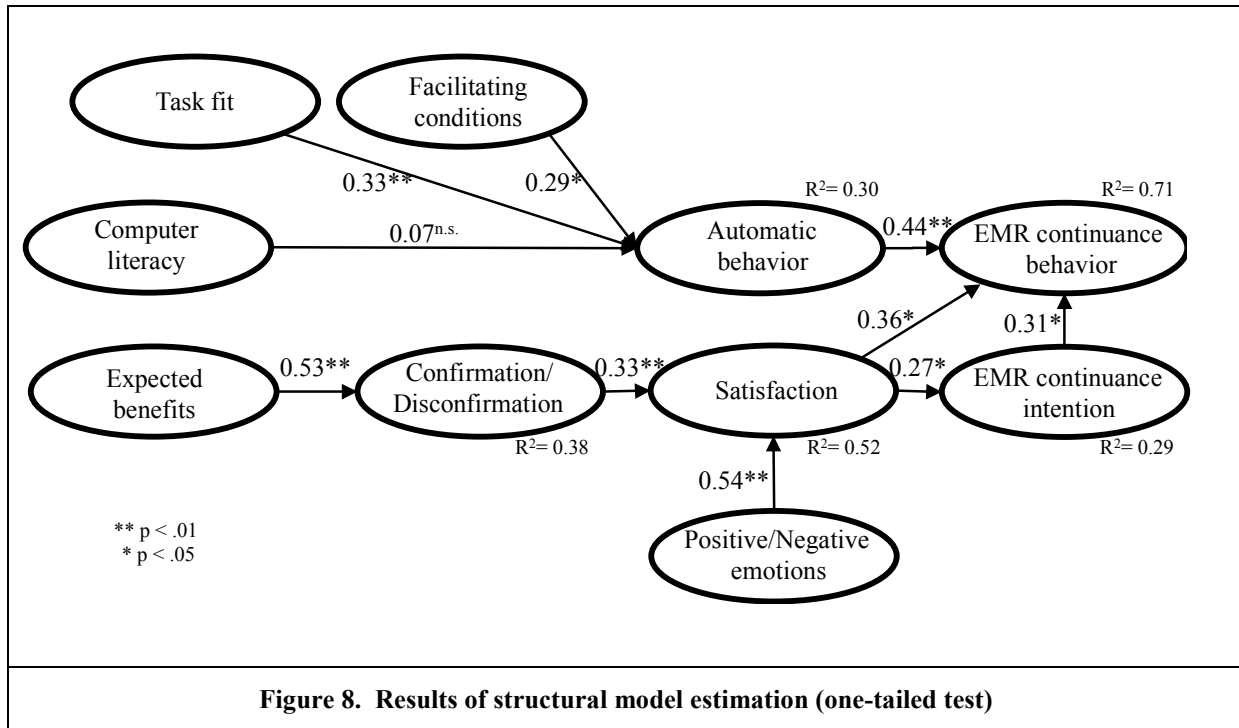 Task fit
Facilitating
conditions
0.33**
0.29*
R²= 0.30
R²= 0.71
Computer
literacy
0.07n.s.
Automatic
behavior
0.44**
EMR continuance
behavior
0.36*
0.31*
Expected
benefits
0.53**
Confirmation/
Disconfirmation
0.33**
Satisfaction
0.27*
EMR continuance
intention
R²= 0.38
R²= 0.52
R²= 0.29
0.54**
** p < .01
* p < .05
Positive/Negative
emotions
Figure 8. Results of structural model estimation (one-tailed test)